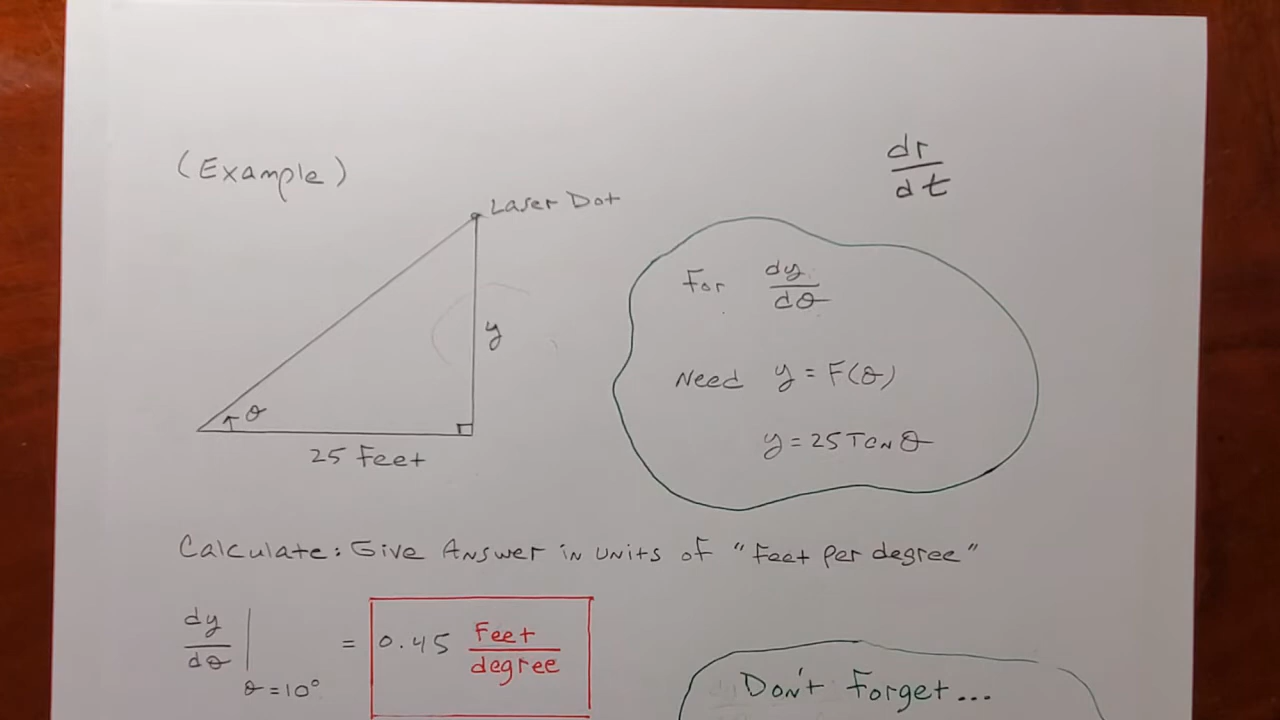 (Example)
dr
dt
Laser Dot
y
θ
25 Feet
For dy
dθ
Need y = F(θ)
y = 25 Tan θ
Calculate: Give Answer in units of "feet per degree"
dy
dθ
θ = 10°
= 0.45 Feet
degree
Don't Forget...